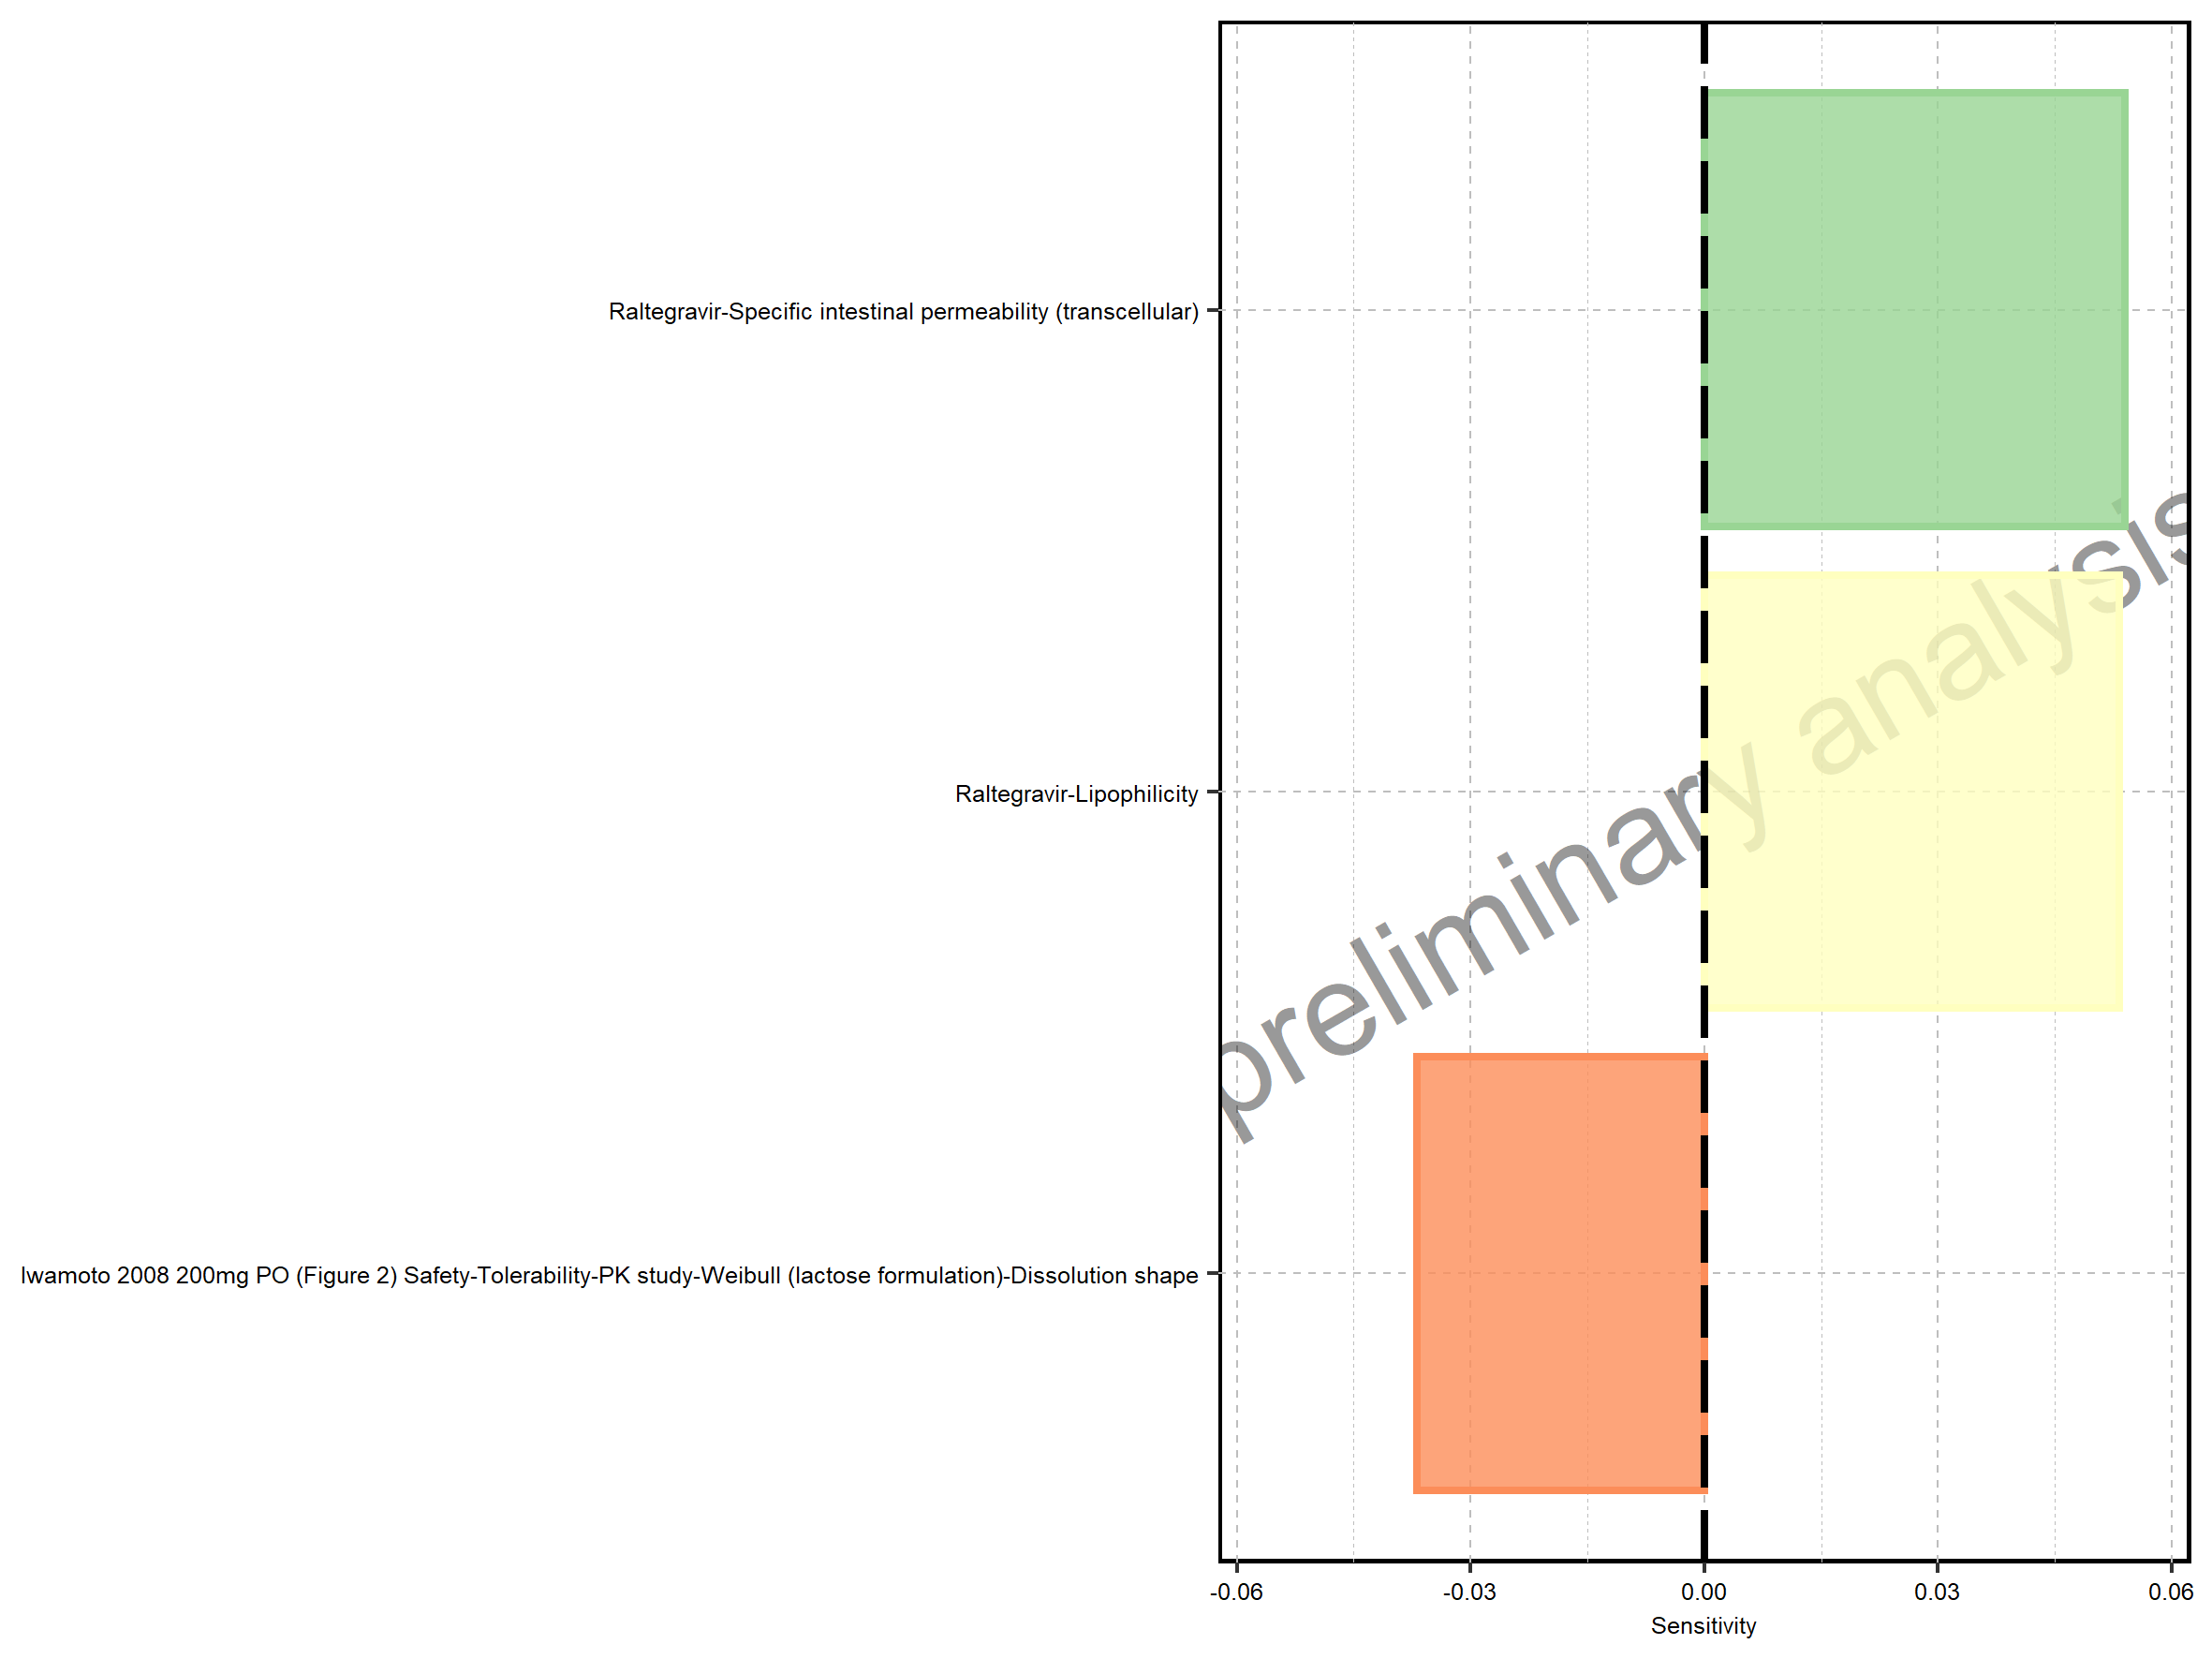 Raltegravir-Specific intestinal permeability (transcellular)
Raltegravir-Lipophilicity
Iwamoto 2008 200mg PO (Figure 2) Safety-Tolerability-PK study-Weibull (lactose formulation)-Dissolution shape
preliminary analysis
-0.06 -0.03 0.00 0.03 0.06
Sensitivity